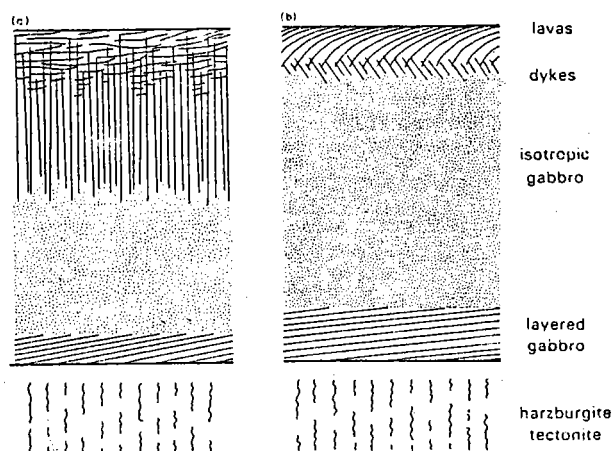 (c)
(b)
lavas
dykes
isotropic
gabbro
layered
gabbro
harzburgite
tectonite